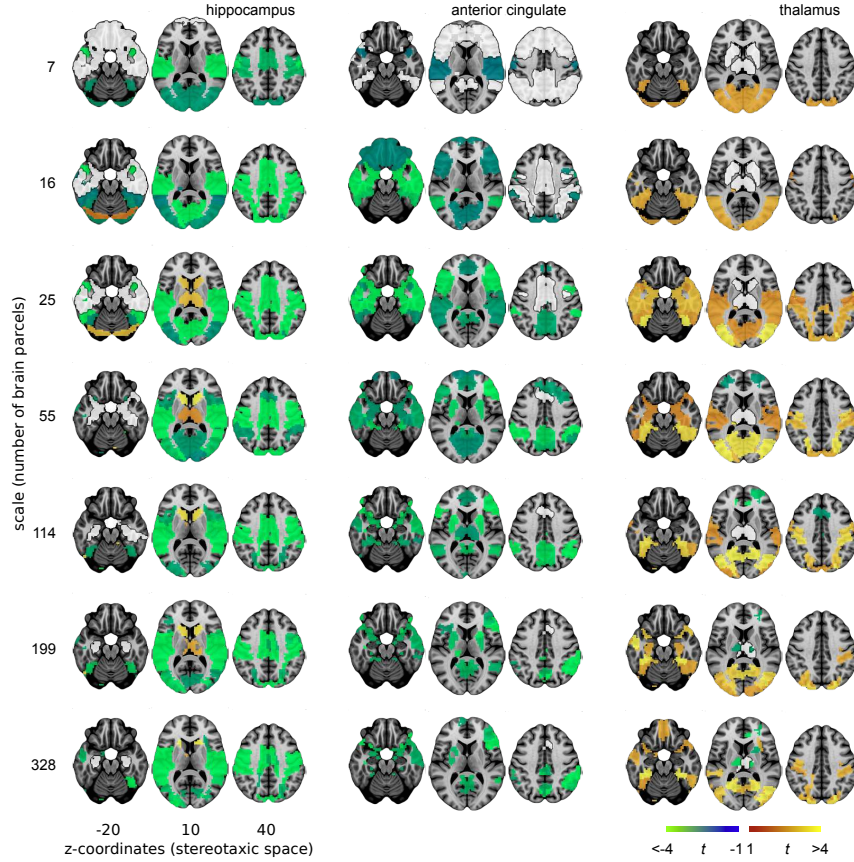 hippocampus anterior cingulate thalamus
7
16
25
55
114
199
328
scale (number of brain parcels)
-20 10 40
z-coordinates (stereotaxic space)
<-4 t -1 1 t >4